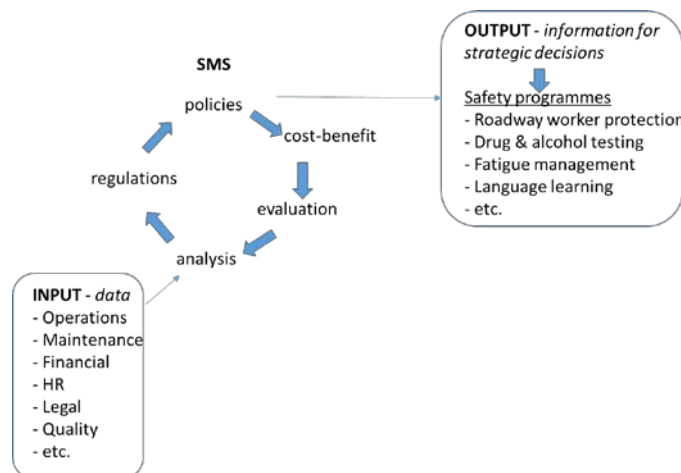 SMS
policies
cost-benefit
evaluation
analysis
regulations
INPUT - data
- Operations
- Maintenance
- Financial
- HR
- Legal
- Quality
- etc.
OUTPUT - information for
strategic decisions
Safety programmes
- Roadway worker protection
- Drug & alcohol testing
- Fatigue management
- Language learning
- etc.